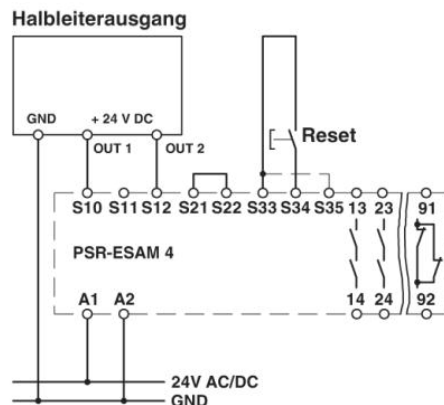 Halbleiterausgang
GND + 24 V DC
OUT 1 OUT 2
Reset
S10 S11 S12 S21 S22 S33 S34 S35 13 23 91
PSR-ESAM 4
A1 A2 14 24 92
24V AC/DC
GND